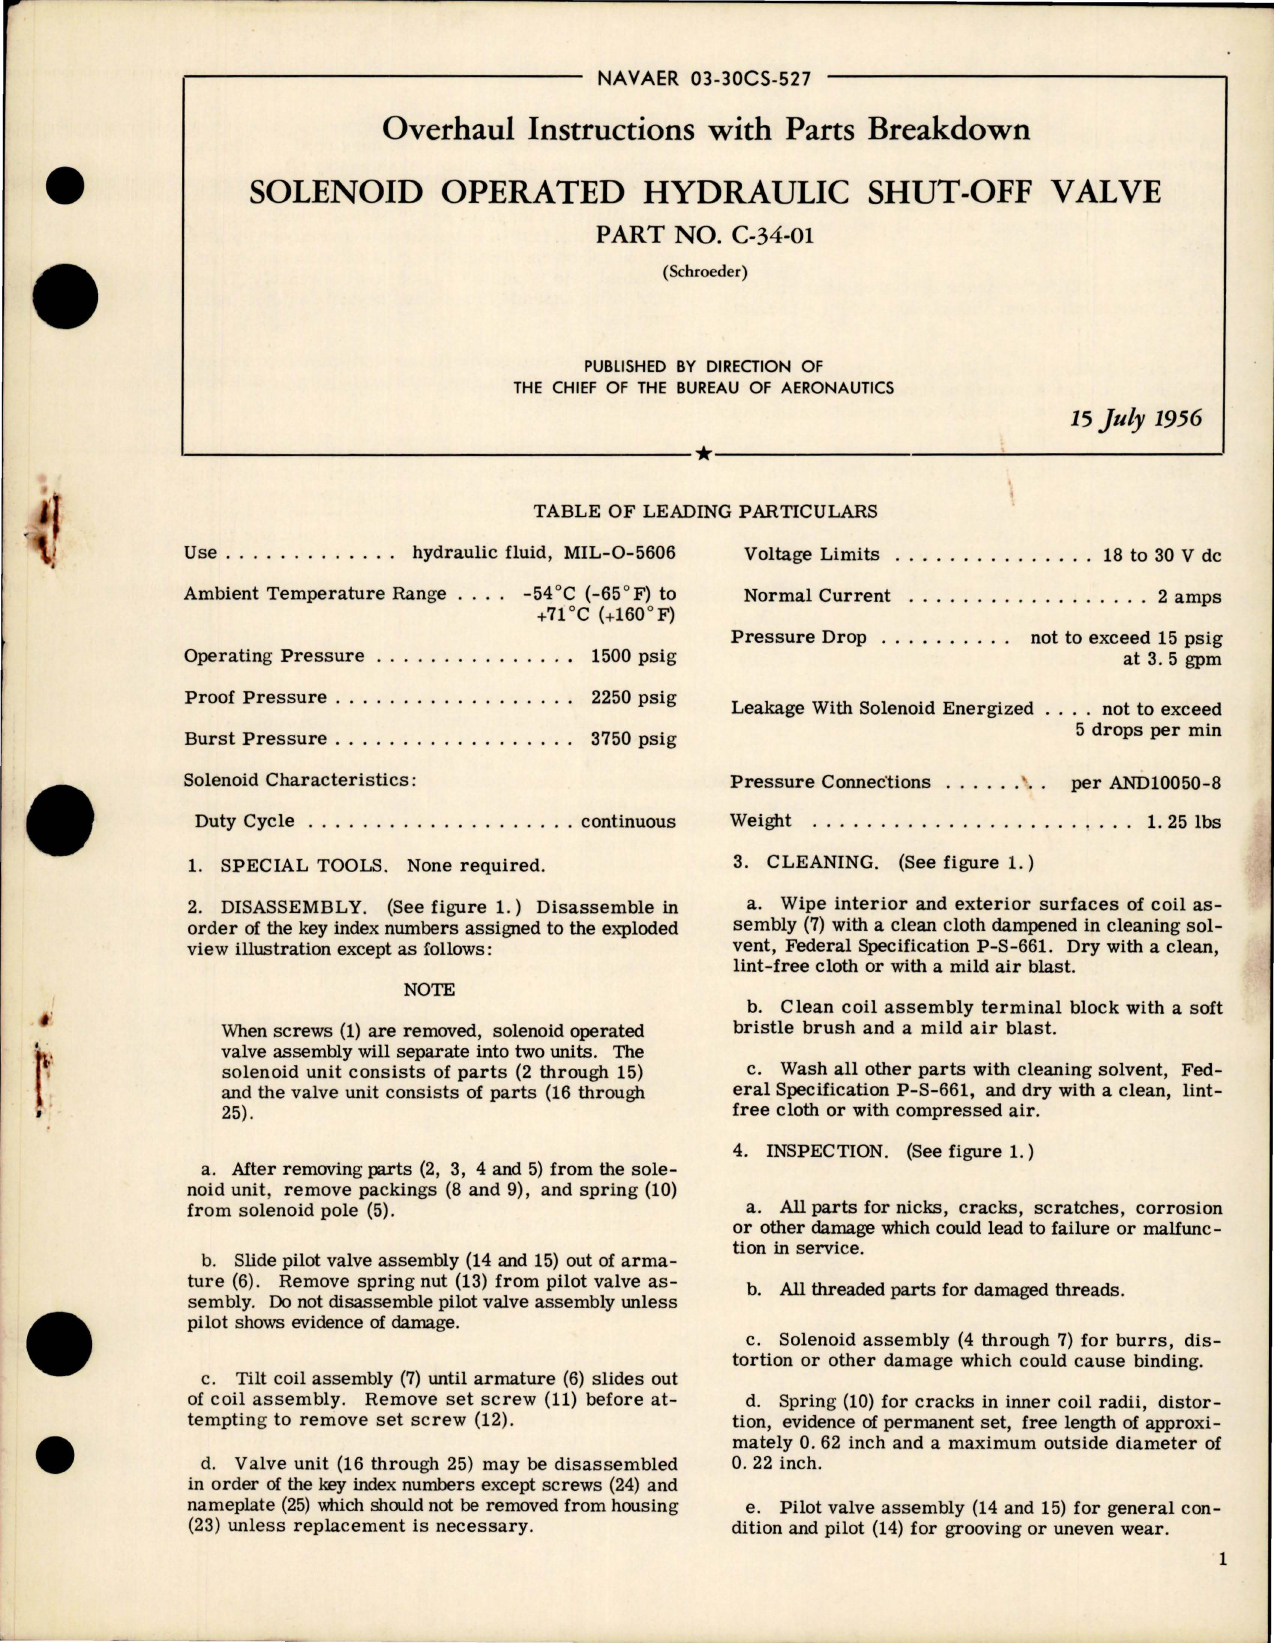 NAVAER 03-30CS-527
Overhaul Instructions with Parts Breakdown
SOLENOID OPERATED HYDRAULIC SHUT-OFF VALVE
PART NO. C-34-01
(Schroeder)
PUBLISHED BY DIRECTION OF
THE CHIEF OF THE BUREAU OF AERONAUTICS
15 July 1956
TABLE OF LEADING PARTICULARS
Use . . . . . . . . . . . . . hydraulic fluid, MIL-O-5606
Ambient Temperature Range . . . . -54°C (-65°F) to
+71°C (+160°F)
Operating Pressure . . . . . . . . . . . . . . . 1500 psig
Proof Pressure . . . . . . . . . . . . . . . . . . 2250 psig
Burst Pressure . . . . . . . . . . . . . . . . . . 3750 psig
Solenoid Characteristics:
Duty Cycle . . . . . . . . . . . . . . . . . . . . continuous
1. SPECIAL TOOLS. None required.
2. DISASSEMBLY. (See figure 1.) Disassemble in
order of the key index numbers assigned to the exploded
view illustration except as follows:
NOTE
When screws (1) are removed, solenoid operated
valve assembly will separate into two units. The
solenoid unit consists of parts (2 through 15)
and the valve unit consists of parts (16 through
25).
a. After removing parts (2, 3, 4 and 5) from the sole-
noid unit, remove packings (8 and 9), and spring (10)
from solenoid pole (5).
b. Slide pilot valve assembly (14 and 15) out of arma-
ture (6). Remove spring nut (13) from pilot valve as-
sembly. Do not disassemble pilot valve assembly unless
pilot shows evidence of damage.
c. Tilt coil assembly (7) until armature (6) slides out
of coil assembly. Remove set screw (11) before at-
tempting to remove set screw (12).
d. Valve unit (16 through 25) may be disassembled
in order of the key index numbers except screws (24) and
nameplate (25) which should not be removed from housing
(23) unless replacement is necessary.
Voltage Limits . . . . . . . . . . . . . . . 18 to 30 V dc
Normal Current . . . . . . . . . . . . . . . . . . 2 amps
Pressure Drop . . . . . . . . . . not to exceed 15 psig
at 3.5 gpm
Leakage With Solenoid Energized . . . . not to exceed
5 drops per min
Pressure Connections . . . . . . . . per AND10050-8
Weight . . . . . . . . . . . . . . . . . . . . . . . . 1.25 lbs
3. CLEANING. (See figure 1.)
a. Wipe interior and exterior surfaces of coil as-
sembly (7) with a clean cloth dampened in cleaning sol-
vent, Federal Specification P-S-661. Dry with a clean,
lint-free cloth or with a mild air blast.
b. Clean coil assembly terminal block with a soft
bristle brush and a mild air blast.
c. Wash all other parts with cleaning solvent, Fed-
eral Specification P-S-661, and dry with a clean, lint-
free cloth or with compressed air.
4. INSPECTION. (See figure 1.)
a. All parts for nicks, cracks, scratches, corrosion
or other damage which could lead to failure or malfunc-
tion in service.
b. All threaded parts for damaged threads.
c. Solenoid assembly (4 through 7) for burrs, dis-
tortion or other damage which could cause binding.
d. Spring (10) for cracks in inner coil radii, distor-
tion, evidence of permanent set, free length of approxi-
mately 0.62 inch and a maximum outside diameter of
0.22 inch.
e. Pilot valve assembly (14 and 15) for general con-
dition and pilot (14) for grooving or uneven wear.
1